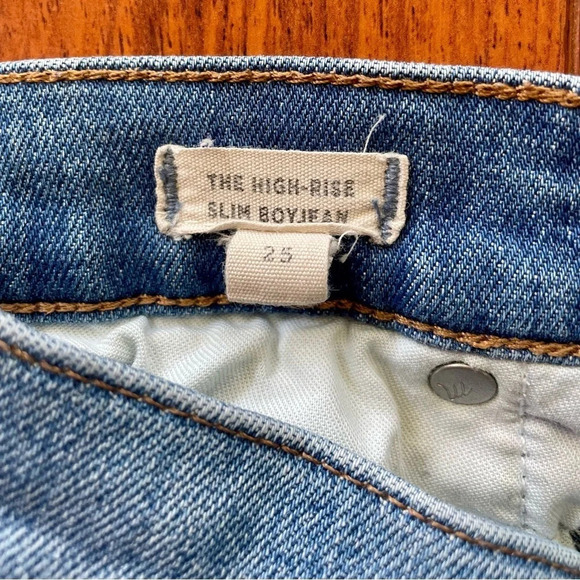 THE HIGH-RISE
SLIM BOYJEAN
25